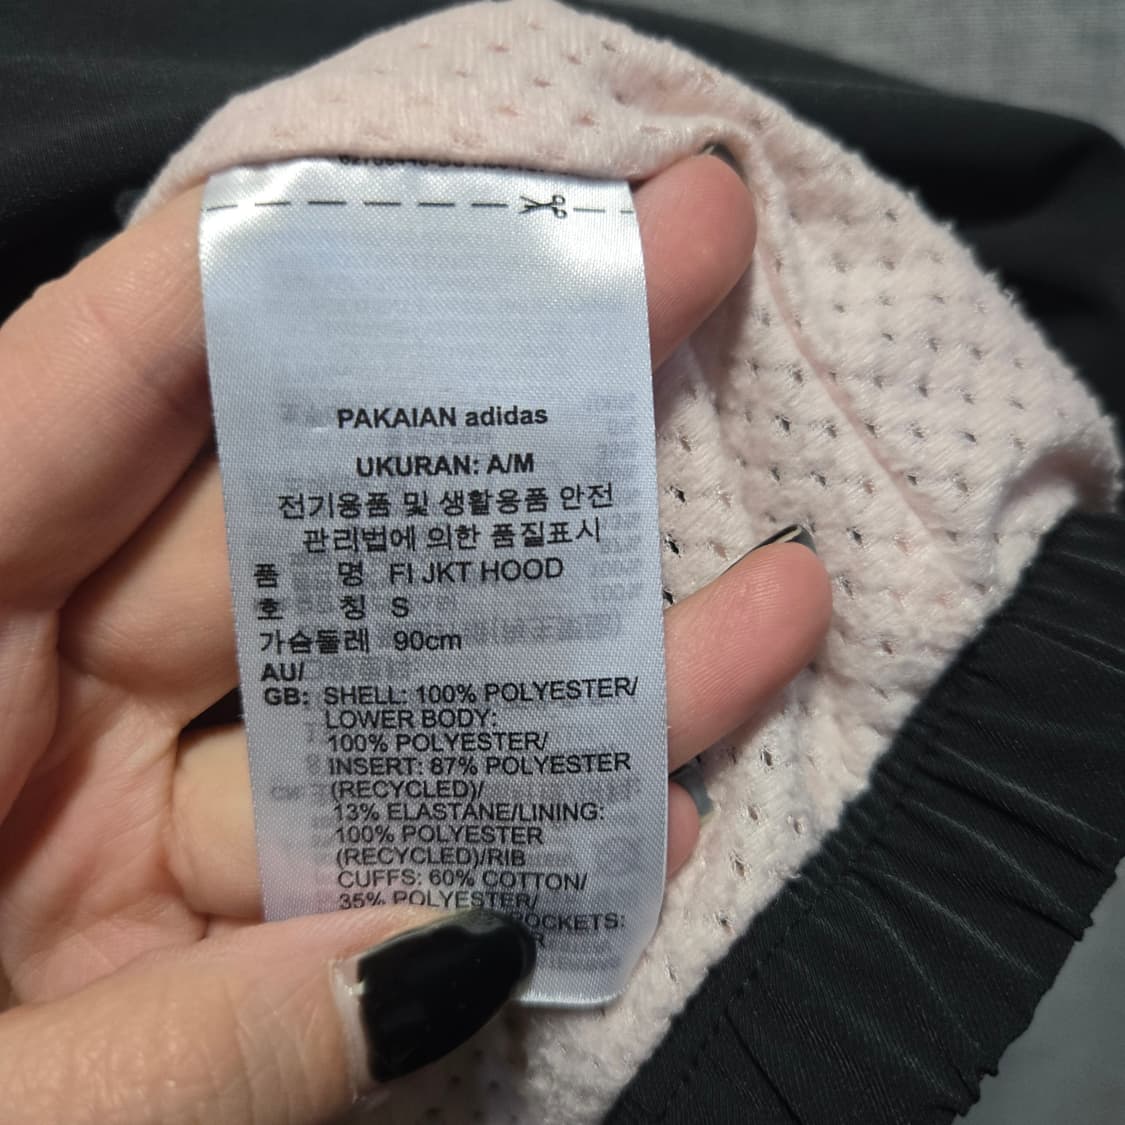 PAKAIAN adidas
UKURAN: A/M
전기용품 및 생활용품 안전
관리법에 의한 품질표시
품 명 FI JKT HOOD
호 칭 S
가슴둘레 90cm
AU/
GB: SHELL: 100% POLYESTER/
LOWER BODY:
100% POLYESTER/
INSERT: 87% POLYESTER
(RECYCLED)/
13% ELASTANE/LINING:
100% POLYESTER
(RECYCLED)/RIB
CUFFS: 60% COTTON/
35% POLYESTER/
POCKETS: